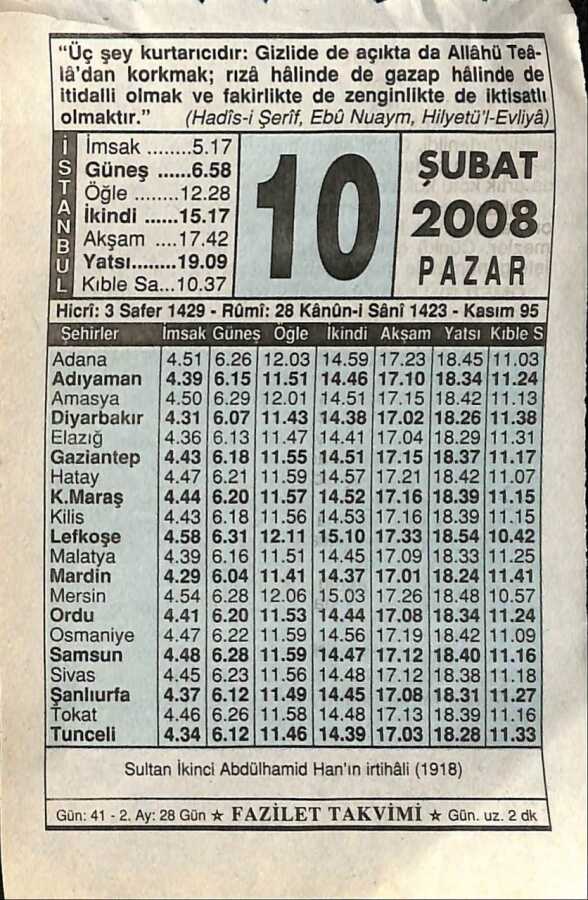 “Üç şey kurtarıcıdır: Gizlide de açıkta da Allâhü Teâ-
lâ’dan korkmak; rızâ hâlinde de gazap hâlinde de
itidalli olmak ve fakirlikte de zenginlikte de iktisatlı
olmaktır.” (Hadîs-i Şerîf, Ebû Nuaym, Hilyetü’l-Evliyâ)
İSTANBUL
İmsak ........5.17
Güneş ......6.58
Öğle ........12.28
İkindi ......15.17
Akşam ....17.42
Yatsı........19.09
Kıble Sa...10.37
10
ŞUBAT
2008
PAZAR
Hicrî: 3 Safer 1429 - Rûmî: 28 Kânûn-i Sânî 1423 - Kasım 95
Şehirler İmsak Güneş Öğle İkindi Akşam Yatsı Kıble S
Adana 4.51 6.26 12.03 14.59 17.23 18.45 11.03
Adıyaman 4.39 6.15 11.51 14.46 17.10 18.34 11.24
Amasya 4.50 6.29 12.01 14.51 17.15 18.42 11.13
Diyarbakır 4.31 6.07 11.43 14.38 17.02 18.26 11.38
Elazığ 4.36 6.13 11.47 14.41 17.04 18.29 11.31
Gaziantep 4.43 6.18 11.55 14.51 17.15 18.37 11.17
Hatay 4.47 6.21 11.59 14.57 17.21 18.42 11.07
K.Maraş 4.44 6.20 11.57 14.52 17.16 18.39 11.15
Kilis 4.43 6.18 11.56 14.53 17.16 18.39 11.15
Lefkoşe 4.58 6.31 12.11 15.10 17.33 18.54 10.42
Malatya 4.39 6.16 11.51 14.45 17.09 18.33 11.25
Mardin 4.29 6.04 11.41 14.37 17.01 18.24 11.41
Mersin 4.54 6.28 12.06 15.03 17.26 18.48 10.57
Ordu 4.41 6.20 11.53 14.44 17.08 18.34 11.24
Osmaniye 4.47 6.22 11.59 14.56 17.19 18.42 11.09
Samsun 4.48 6.28 11.59 14.47 17.12 18.40 11.16
Sivas 4.45 6.23 11.56 14.48 17.12 18.38 11.18
Şanlıurfa 4.37 6.12 11.49 14.45 17.08 18.31 11.27
Tokat 4.46 6.26 11.58 14.48 17.13 18.39 11.16
Tunceli 4.34 6.12 11.46 14.39 17.03 18.28 11.33
Sultan İkinci Abdülhamid Han’ın irtihâli (1918)
Gün: 41 - 2. Ay: 28 Gün ★ FAZİLET TAKVİMİ ★ Gün. uz. 2 dk